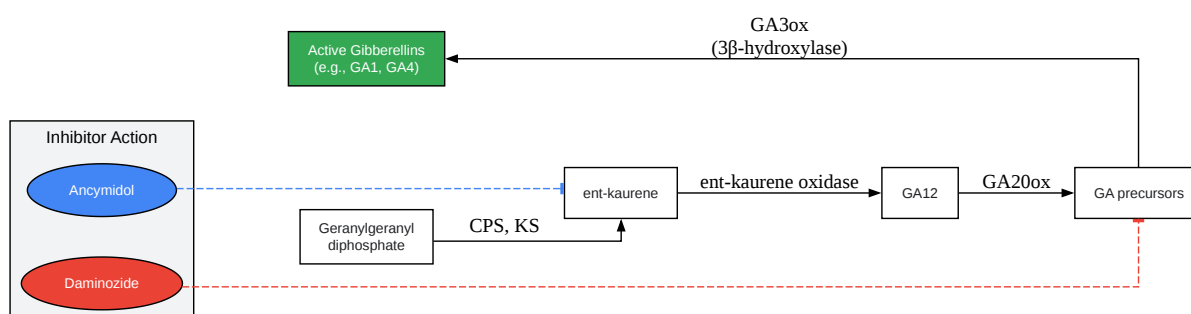 GA3ox
(3β-hydroxylase)
Active Gibberellins
(e.g., GA1, GA4)
Inhibitor Action
Ancymidol
ent-kaurene
ent-kaurene oxidase
GA12
GA20ox
GA precursors
Geranylgeranyl
diphosphate
CPS, KS
Daminozide